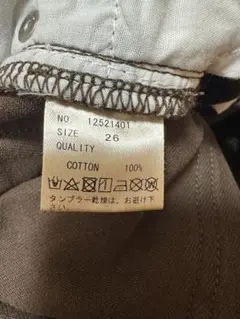 NO. 12521401
SIZE 26
QUALITY
COTTON 100%
タンブラー乾燥は、お避け下
さい。